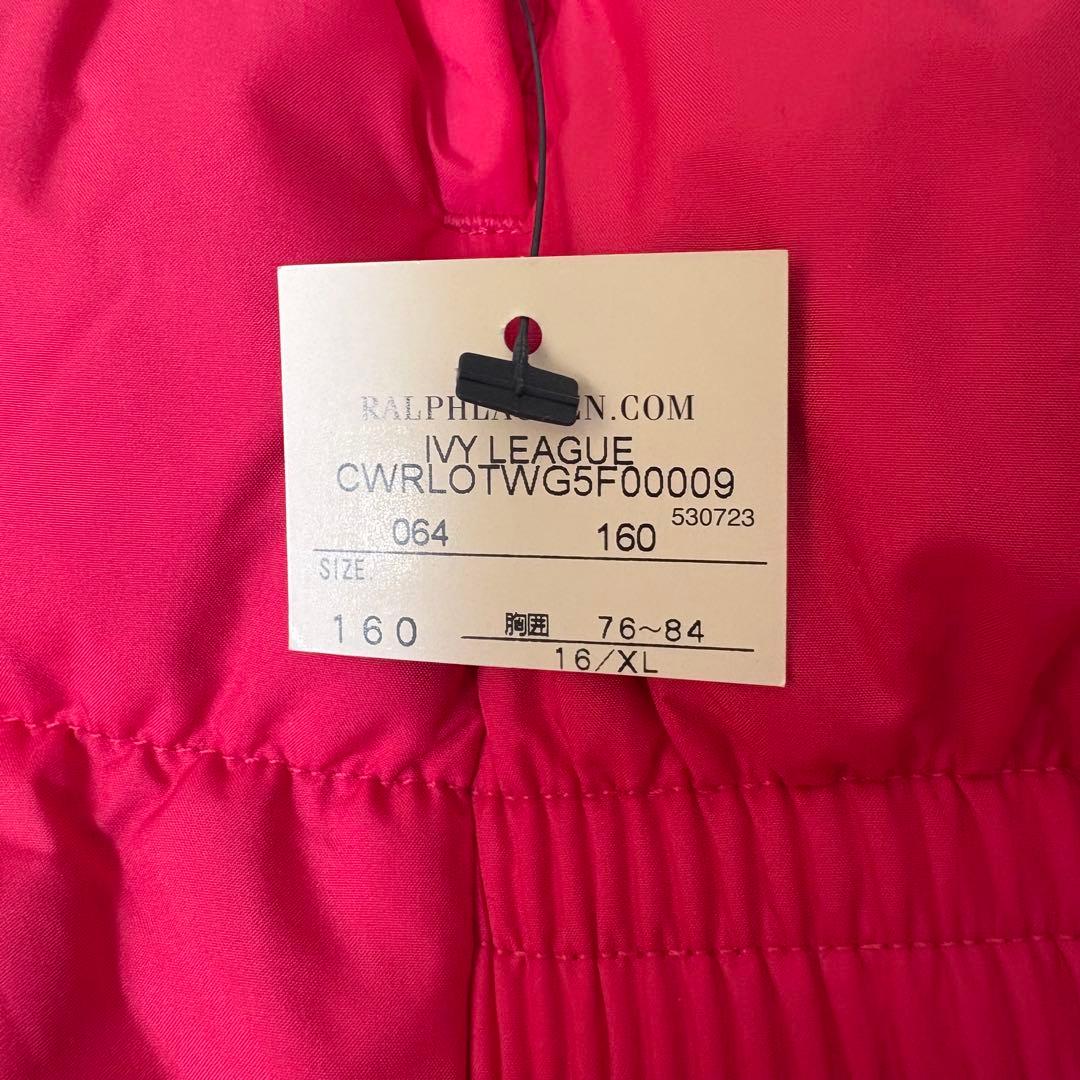 RALPHLAUREN.COM
IVY LEAGUE
CWRLOTWG5F00009
530723
064 160
SIZE.
160 胸囲 76~84
16/XL